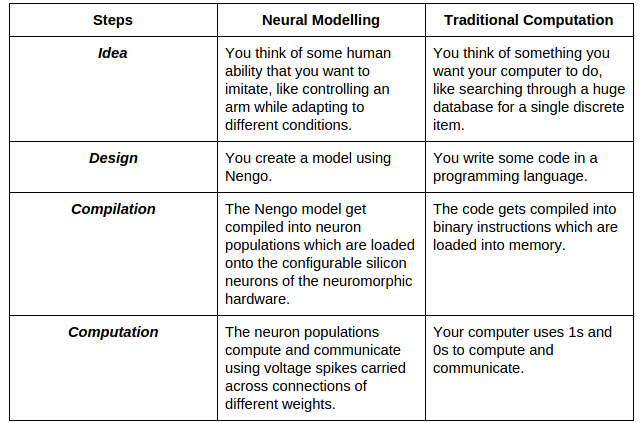 Steps
Neural Modelling
Traditional Computation
Idea
You think of some human
ability that you want to
imitate, like controlling an
arm while adapting to
different conditions.
You think of something you
want your computer to do,
like searching through a huge
database for a single discrete
item.
Design
You create a model using
Nengo.
You write some code in a
programming language.
Compilation
The Nengo model get
compiled into neuron
populations which are loaded
onto the configurable silicon
neurons of the neuromorphic
hardware.
The code gets compiled into
binary instructions which are
loaded into memory.
Computation
The neuron populations
compute and communicate
using voltage spikes carried
across connections of
different weights.
Your computer uses 1s and
0s to compute and
communicate.